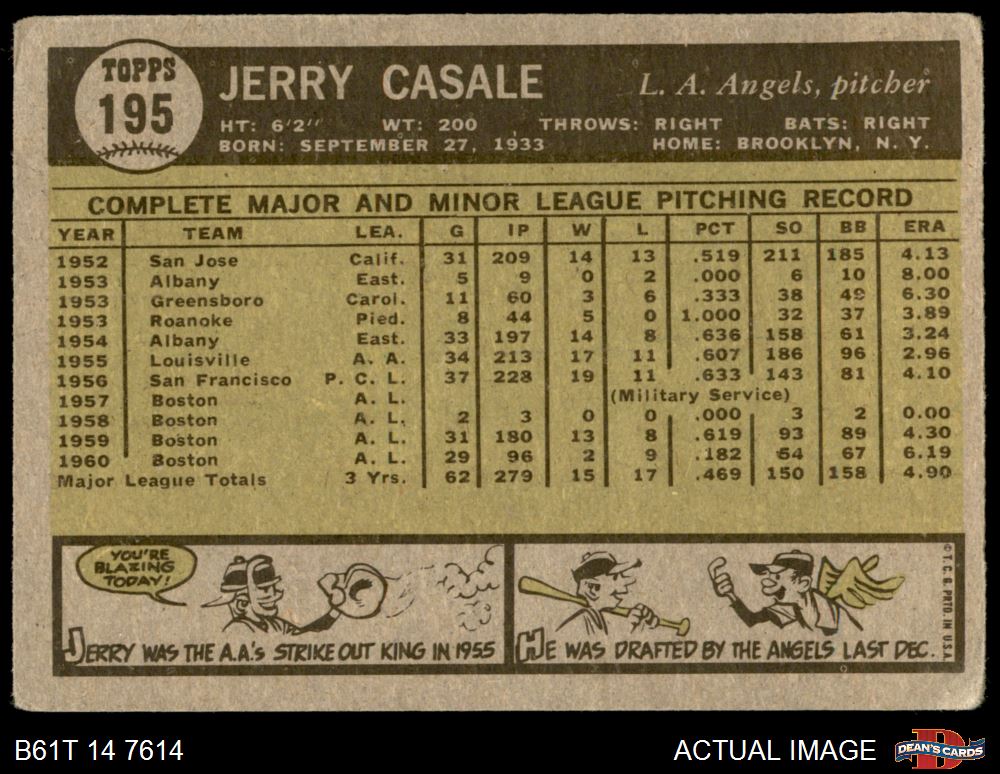 TOPPS
195
JERRY CASALE
L. A. Angels, pitcher
HT: 6'2" WT: 200 THROWS: RIGHT BATS: RIGHT
BORN: SEPTEMBER 27, 1933 HOME: BROOKLYN, N. Y.
COMPLETE MAJOR AND MINOR LEAGUE PITCHING RECORD
YEAR TEAM LEA. G IP W L PCT SO BB ERA
1952 San Jose Calif. 31 209 14 13 .519 211 185 4.13
1953 Albany East. 5 9 0 2 .000 6 10 8.00
1953 Greensboro Carol. 11 60 3 6 .333 38 49 6.30
1953 Roanoke Pied. 8 44 5 0 1.000 32 37 3.89
1954 Albany East. 33 197 14 8 .636 158 61 3.24
1955 Louisville A. A. 34 213 17 11 .607 186 96 2.96
1956 San Francisco P. C. L. 37 228 19 11 .633 143 81 4.10
1957 Boston A. L. (Military Service)
1958 Boston A. L. 2 3 0 0 .000 3 2 0.00
1959 Boston A. L. 31 180 13 8 .619 93 89 4.30
1960 Boston A. L. 29 96 2 9 .182 54 67 6.19
Major League Totals 3 Yrs. 62 279 15 17 .469 150 158 4.90
YOU'RE
BLAZING
TODAY!
JERRY WAS THE A.A.'s STRIKE OUT KING IN 1955
HE WAS DRAFTED BY THE ANGELS LAST DEC.
© T. C. G. PRTD. IN U.S.A.
B61T 14 7614
ACTUAL IMAGE
D
DEAN'S CARDS